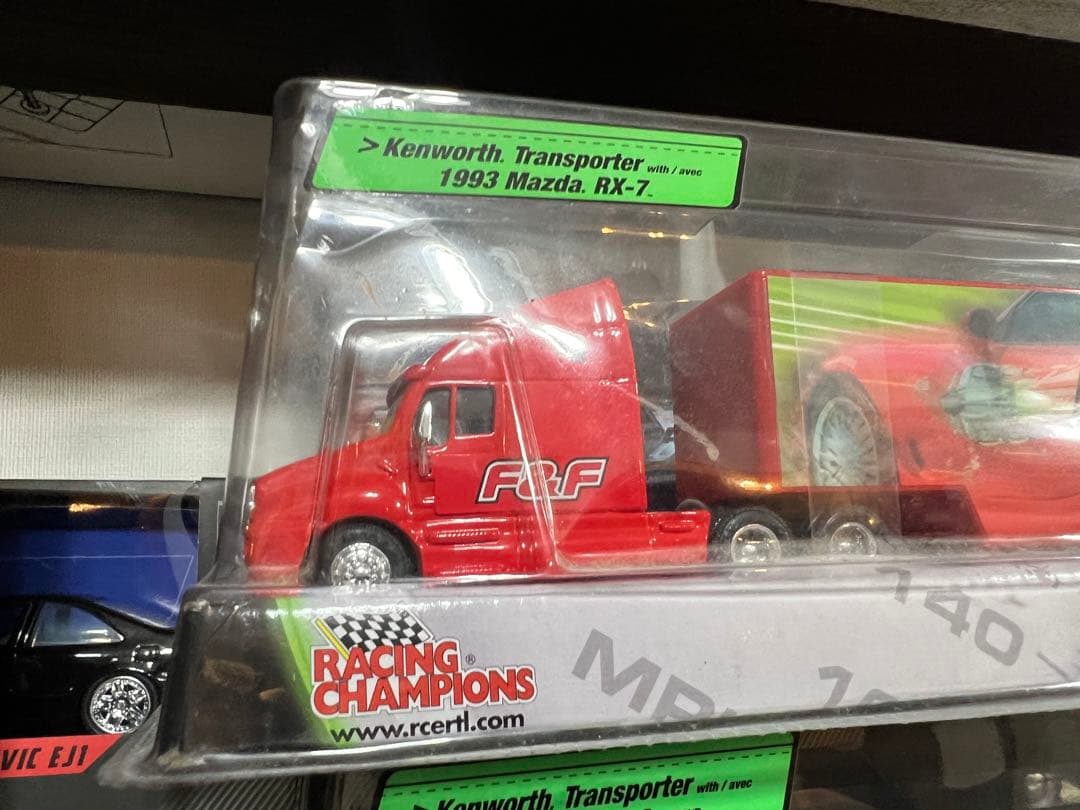 > Kenworth. Transporter with / avec
1993 Mazda. RX-7
F&F
RACING
CHAMPIONS®
www.rcertl.com
140
VIC EJ1
> Kenworth. Transporter with / avec